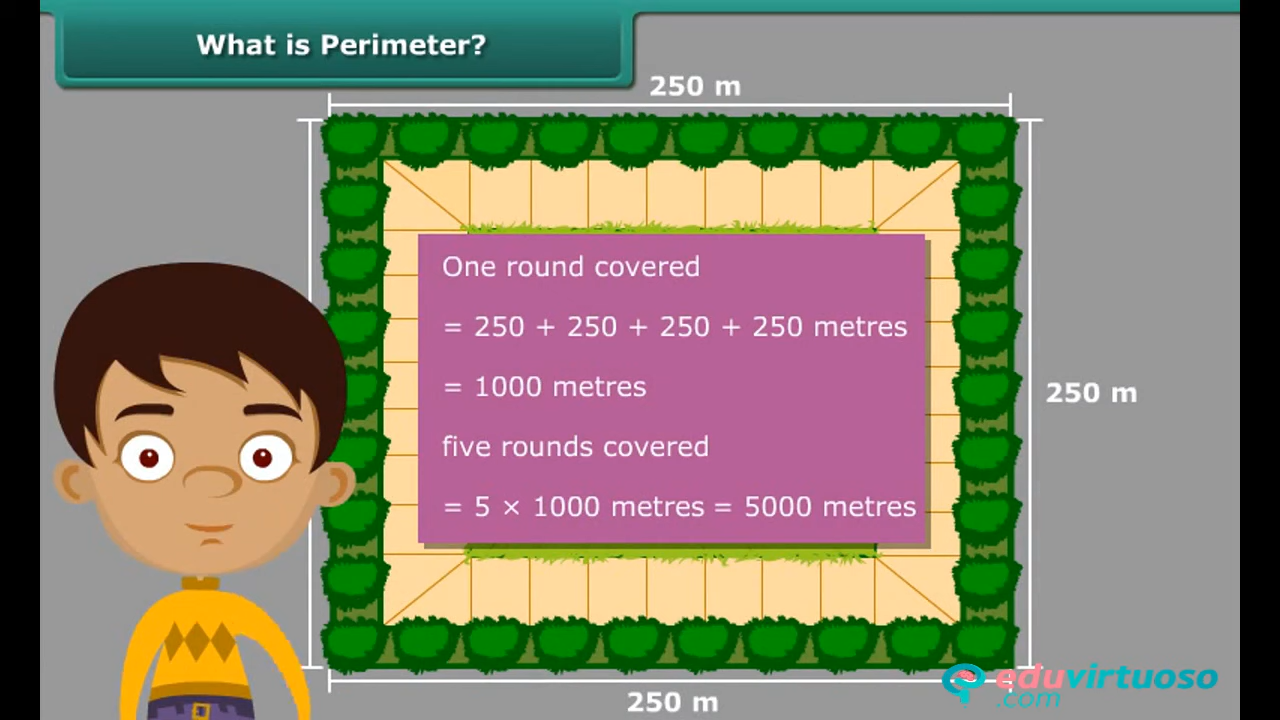 What is Perimeter?
250 m
One round covered
= 250 + 250 + 250 + 250 metres
= 1000 metres
250 m
five rounds covered
= 5 × 1000 metres = 5000 metres
eduvirtuoso
.com
250 m